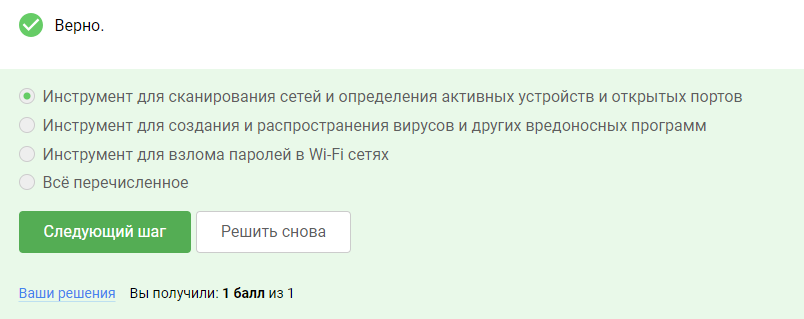 Верно.
Инструмент для сканирования сетей и определения активных устройств и открытых портов
Инструмент для создания и распространения вирусов и других вредоносных программ
Инструмент для взлома паролей в Wi-Fi сетях
Всё перечисленное
Следующий шаг Решить снова
Ваши решения Вы получили: 1 балл из 1